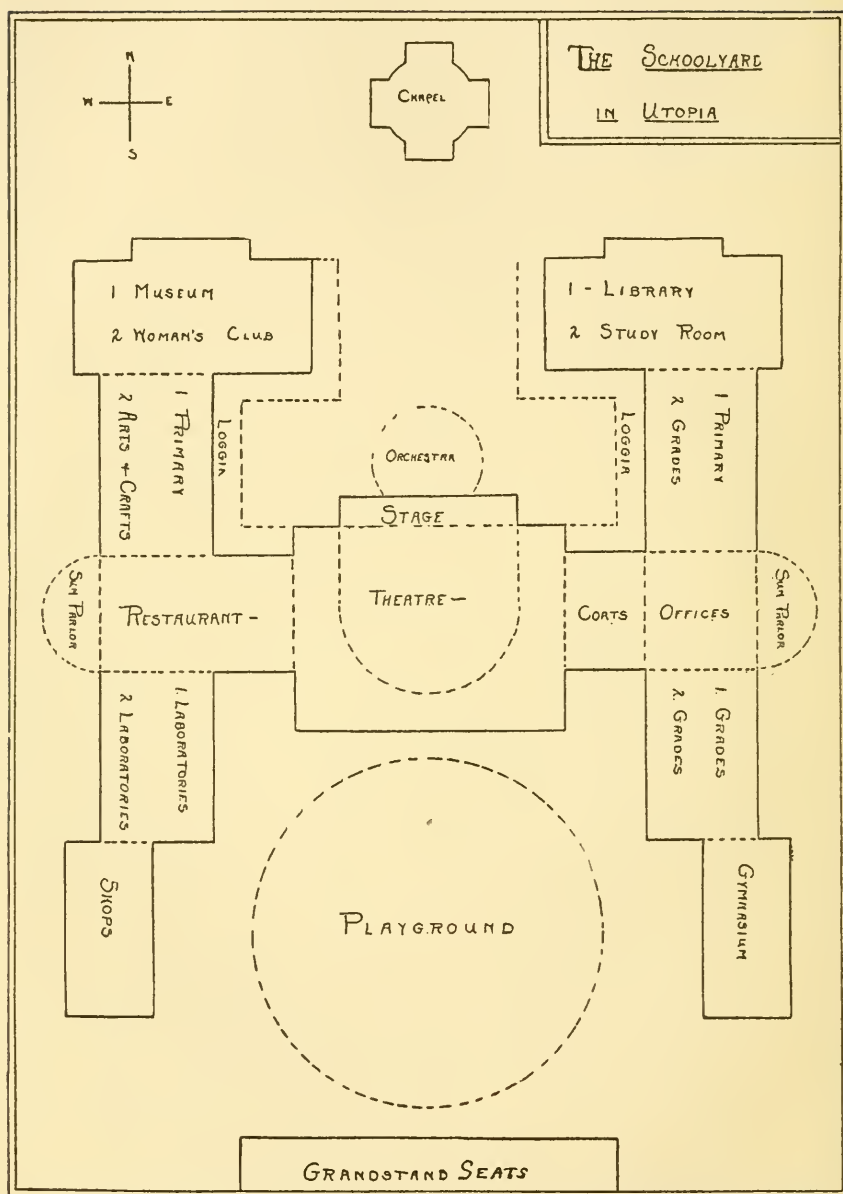 THE SCHOOLYARD
IN UTOPIA
N
W E
S
CHAPEL
1 MUSEUM
2 WOMAN'S CLUB
1 - LIBRARY
2 STUDY ROOM
1 PRIMARY
2 ARTS + CRAFTS
LOGGIA
ORCHESTRA
STAGE
LOGGIA
1 PRIMARY
2 GRADES
SUN PARLOR
RESTAURANT -
THEATRE -
COATS
OFFICES
SUN PARLOR
1. LABORATORIES
2 LABORATORIES
1. GRADES
2. GRADES
SHOPS
PLAYGROUND
GYMNASIUM
GRANDSTAND SEATS